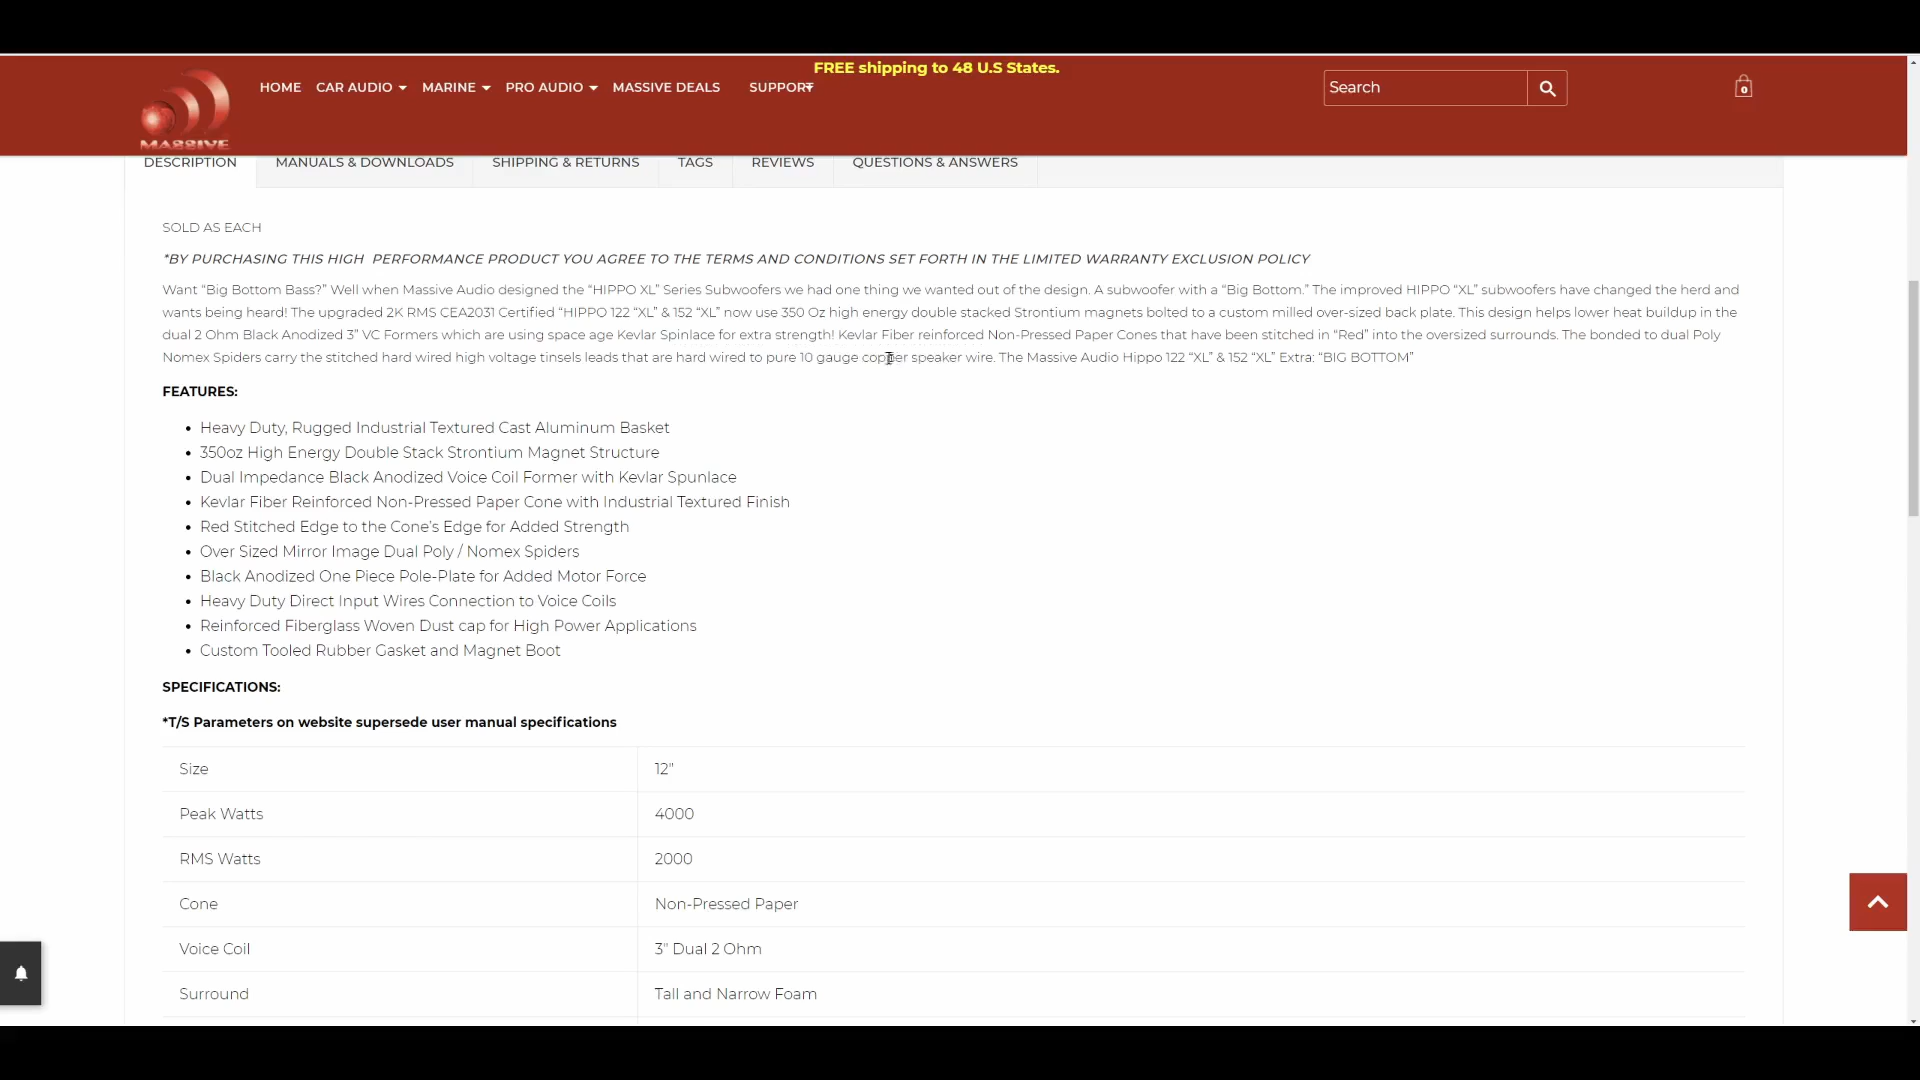 FREE shipping to 48 U.S States.
HOME CAR AUDIO MARINE PRO AUDIO MASSIVE DEALS SUPPORT
Search
0
MASSIVE
DESCRIPTION MANUALS & DOWNLOADS SHIPPING & RETURNS TAGS REVIEWS QUESTIONS & ANSWERS
SOLD AS EACH
*BY PURCHASING THIS HIGH PERFORMANCE PRODUCT YOU AGREE TO THE TERMS AND CONDITIONS SET FORTH IN THE LIMITED WARRANTY EXCLUSION POLICY
Want “Big Bottom Bass?” Well when Massive Audio designed the “HIPPO XL” Series Subwoofers we had one thing we wanted out of the design. A subwoofer with a “Big Bottom.” The improved HIPPO “XL” subwoofers have changed the herd and
wants being heard! The upgraded 2K RMS CEA2031 Certified “HIPPO 122 “XL” & 152 “XL” now use 350 Oz high energy double stacked Strontium magnets bolted to a custom milled over-sized back plate. This design helps lower heat buildup in the
dual 2 Ohm Black Anodized 3” VC Formers which are using space age Kevlar Spinlace for extra strength! Kevlar Fiber reinforced Non-Pressed Paper Cones that have been stitched in “Red” into the oversized surrounds. The bonded to dual Poly
Nomex Spiders carry the stitched hard wired high voltage tinsels leads that are hard wired to pure 10 gauge copper speaker wire. The Massive Audio Hippo 122 “XL” & 152 “XL” Extra: “BIG BOTTOM”
FEATURES:
• Heavy Duty, Rugged Industrial Textured Cast Aluminum Basket
• 350oz High Energy Double Stack Strontium Magnet Structure
• Dual Impedance Black Anodized Voice Coil Former with Kevlar Spunlace
• Kevlar Fiber Reinforced Non-Pressed Paper Cone with Industrial Textured Finish
• Red Stitched Edge to the Cone’s Edge for Added Strength
• Over Sized Mirror Image Dual Poly / Nomex Spiders
• Black Anodized One Piece Pole-Plate for Added Motor Force
• Heavy Duty Direct Input Wires Connection to Voice Coils
• Reinforced Fiberglass Woven Dust cap for High Power Applications
• Custom Tooled Rubber Gasket and Magnet Boot
SPECIFICATIONS:
*T/S Parameters on website supersede user manual specifications
Size 12"
Peak Watts 4000
RMS Watts 2000
Cone Non-Pressed Paper
Voice Coil 3" Dual 2 Ohm
Surround Tall and Narrow Foam